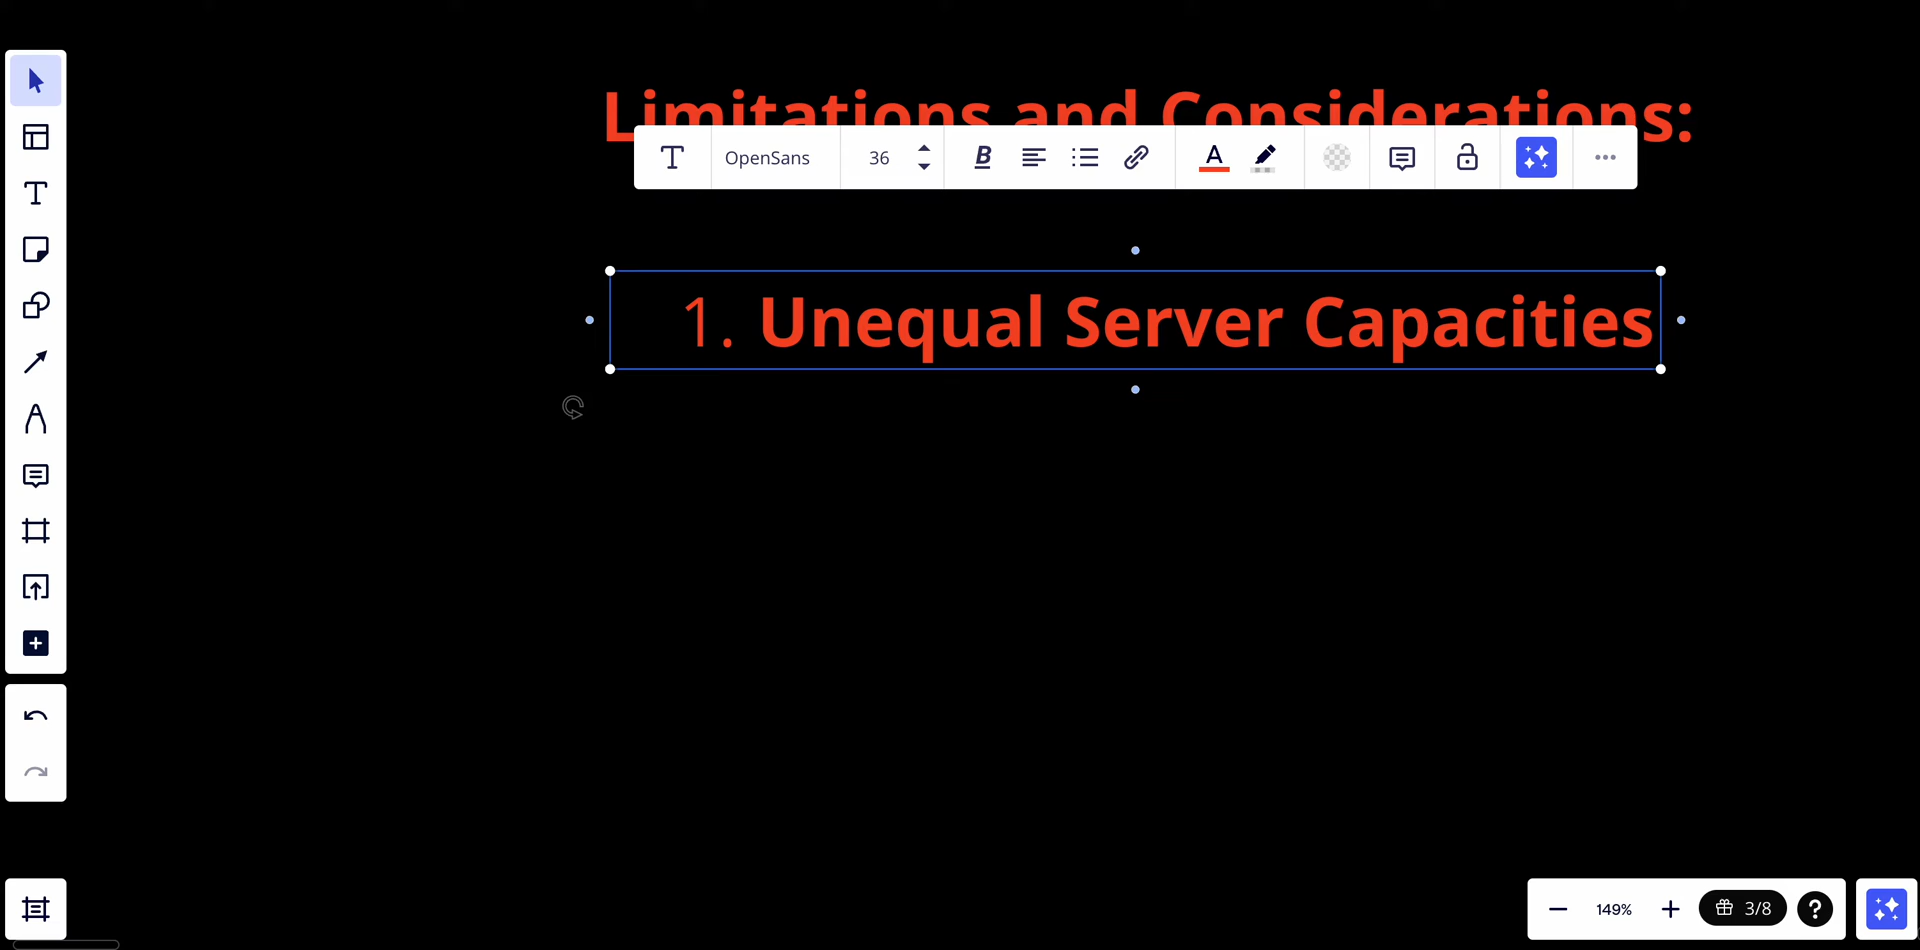 Limitations and Considerations:
OpenSans 36 B A
1. Unequal Server Capacities
149% 3/8 ?